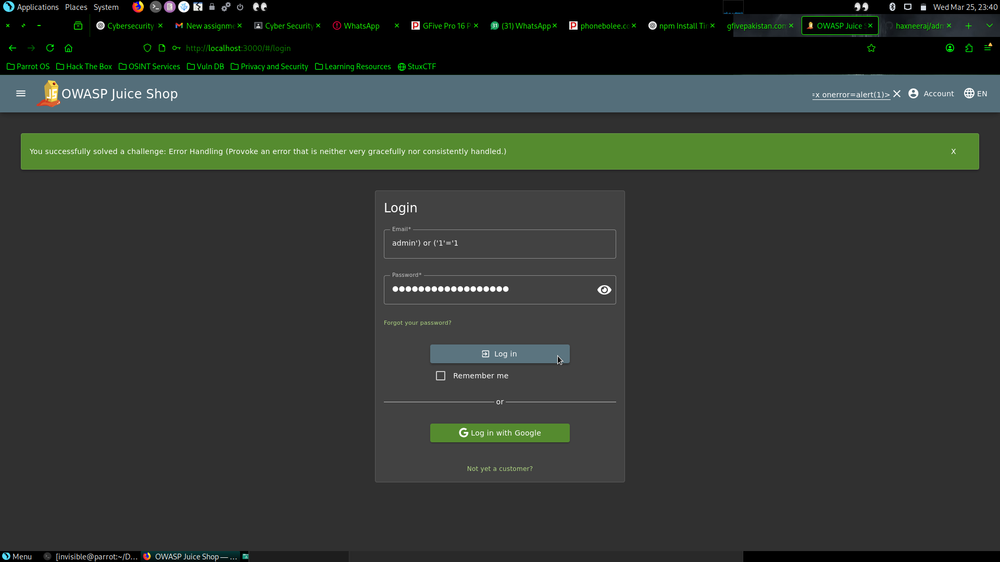 Applications Places System Wed Mar 25, 23:40
Cybersecurity New assignme Cyber Security WhatsApp GFive Pro 16 P (31) WhatsApp phonebolee.co npm Install Tir gfivepakistan.com OWASP Juice S haxneeraj/adm
http://localhost:3000/#/login
Parrot OS Hack The Box OSINT Services Vuln DB Privacy and Security Learning Resources StuxCTF
OWASP Juice Shop =x onerror=alert(1)> Account EN
You successfully solved a challenge: Error Handling (Provoke an error that is neither very gracefully nor consistently handled.) X
Login
Email*
admin') or ('1'='1
Password*
Forgot your password?
Log in
Remember me
or
Log in with Google
Not yet a customer?
Menu [invisible@parrot:~/D... OWASP Juice Shop — ...